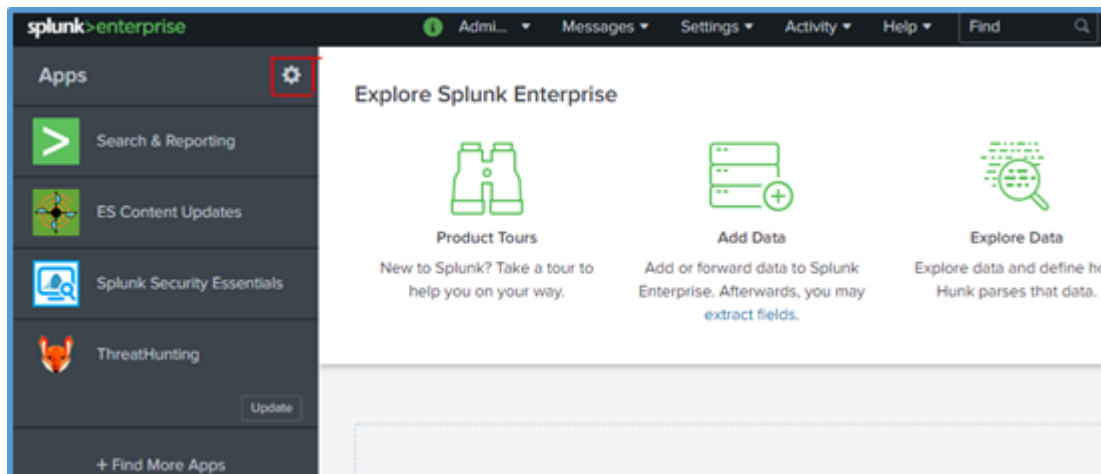 splunk>enterprise
Admi...
Messages
Settings
Activity
Help
Find
Apps
Search & Reporting
ES Content Updates
Splunk Security Essentials
ThreatHunting
Update
+ Find More Apps
Explore Splunk Enterprise
Product Tours
New to Splunk? Take a tour to
help you on your way.
Add Data
Add or forward data to Splunk
Enterprise. Afterwards, you may
extract fields.
Explore Data
Explore data and define
Hunk parses that data.